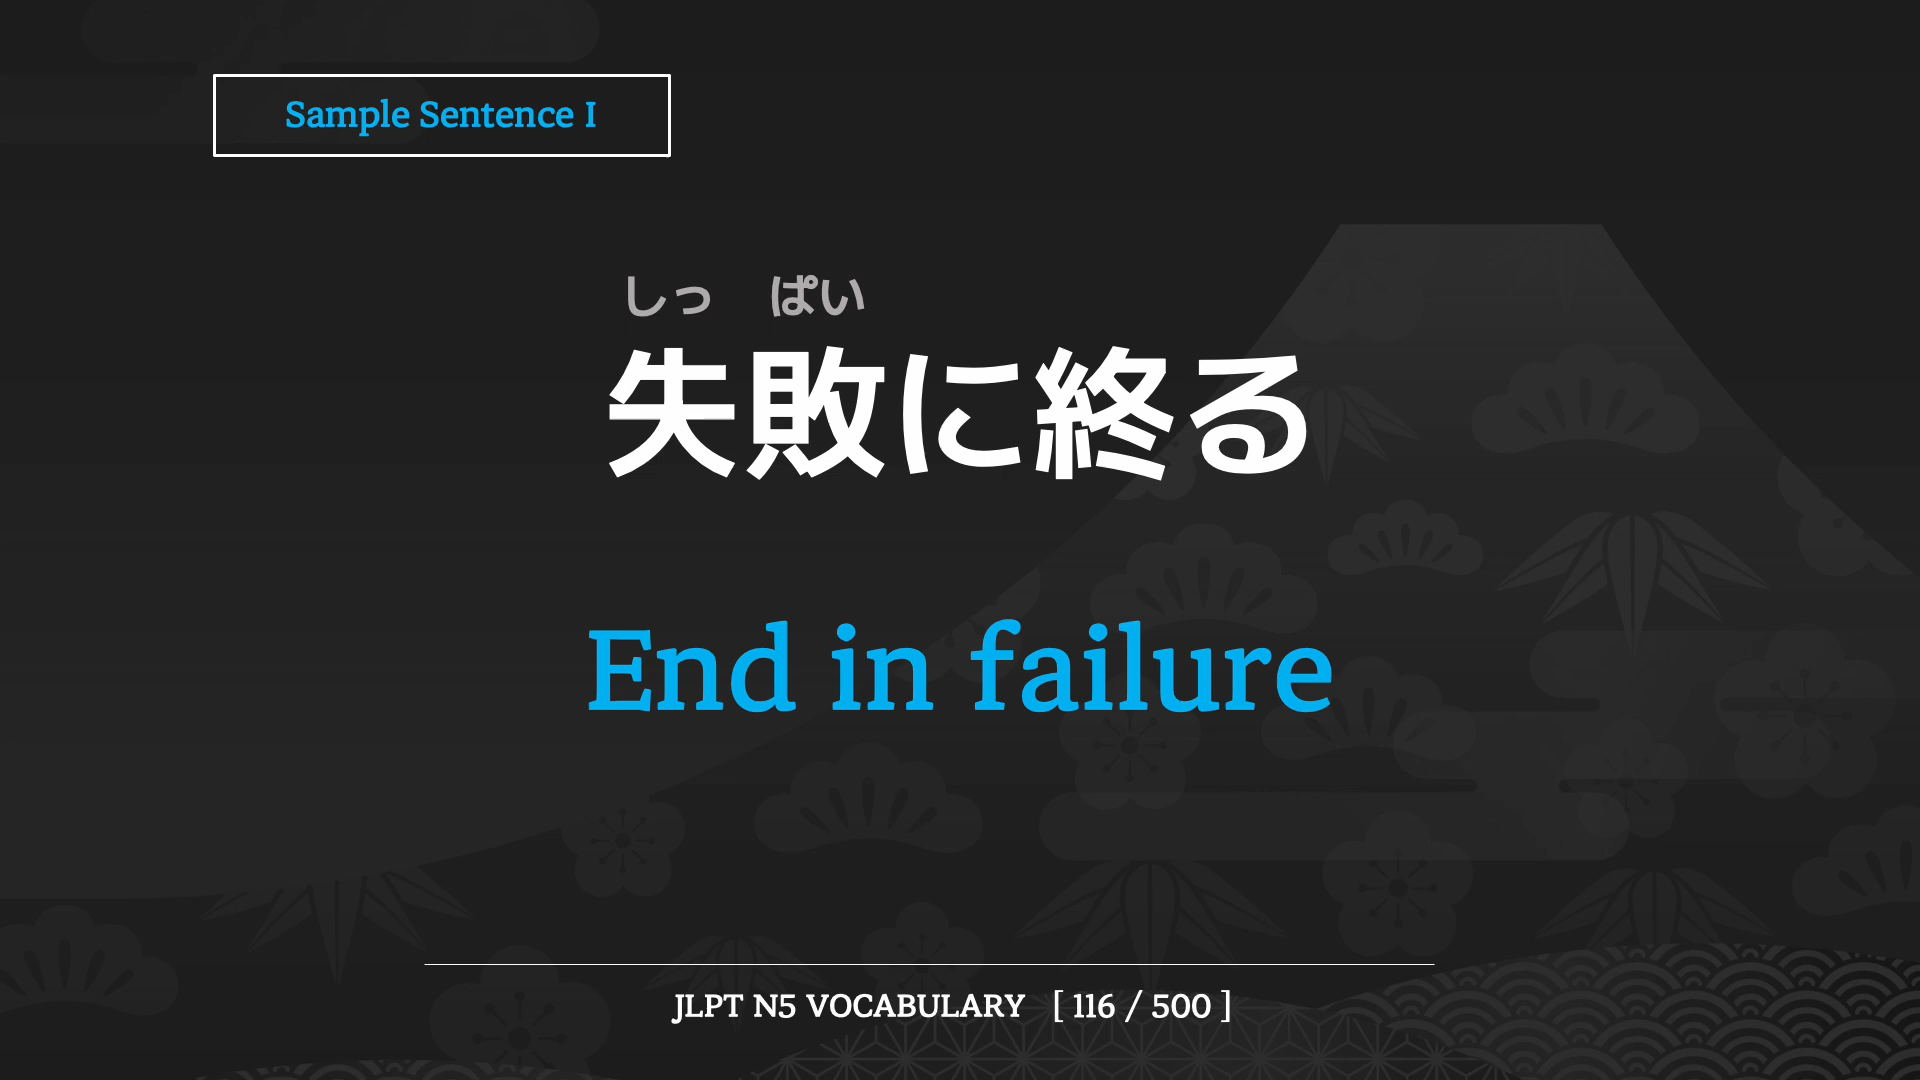 Sample Sentence I
しっ ぱい
失敗に終る
End in failure
JLPT N5 VOCABULARY [ 116 / 500 ]